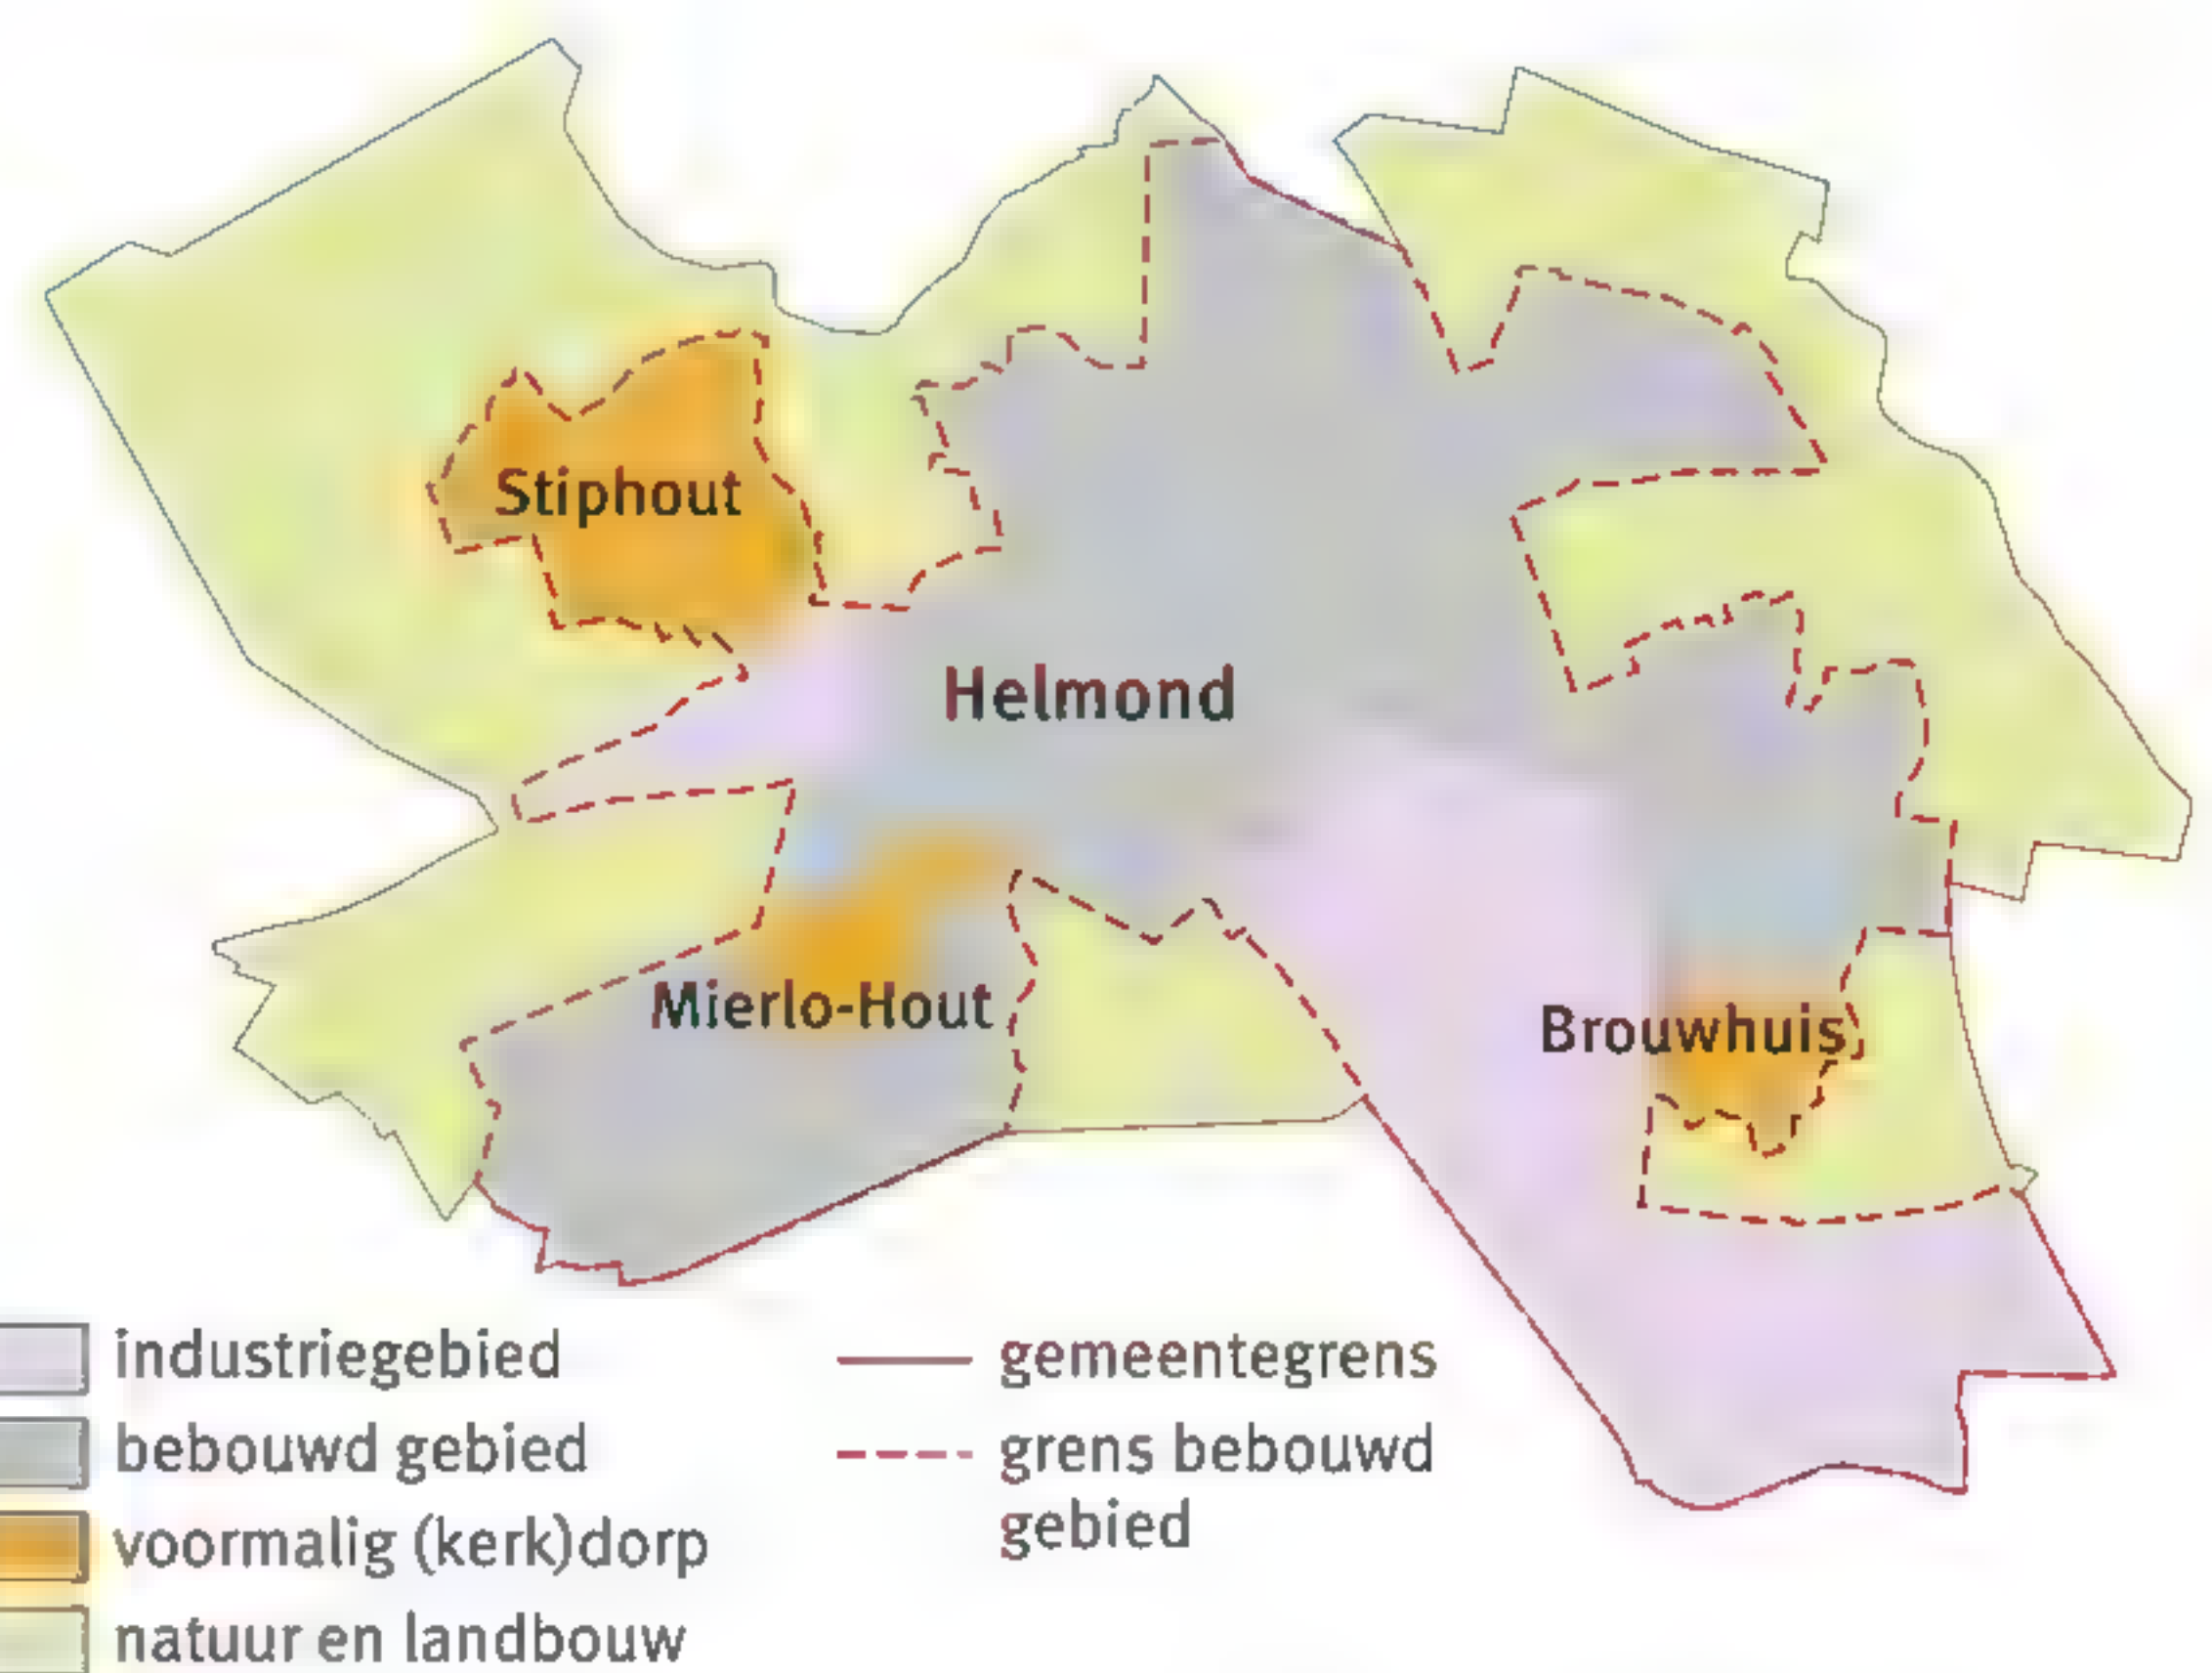 Stiphout
Helmond
Mierlo-Hout
Brouwhuis
industriegebied
bebouwd gebied
voormalig (kerk)dorp
natuur en landbouw
gemeentegrens
grens bebouwd
gebied